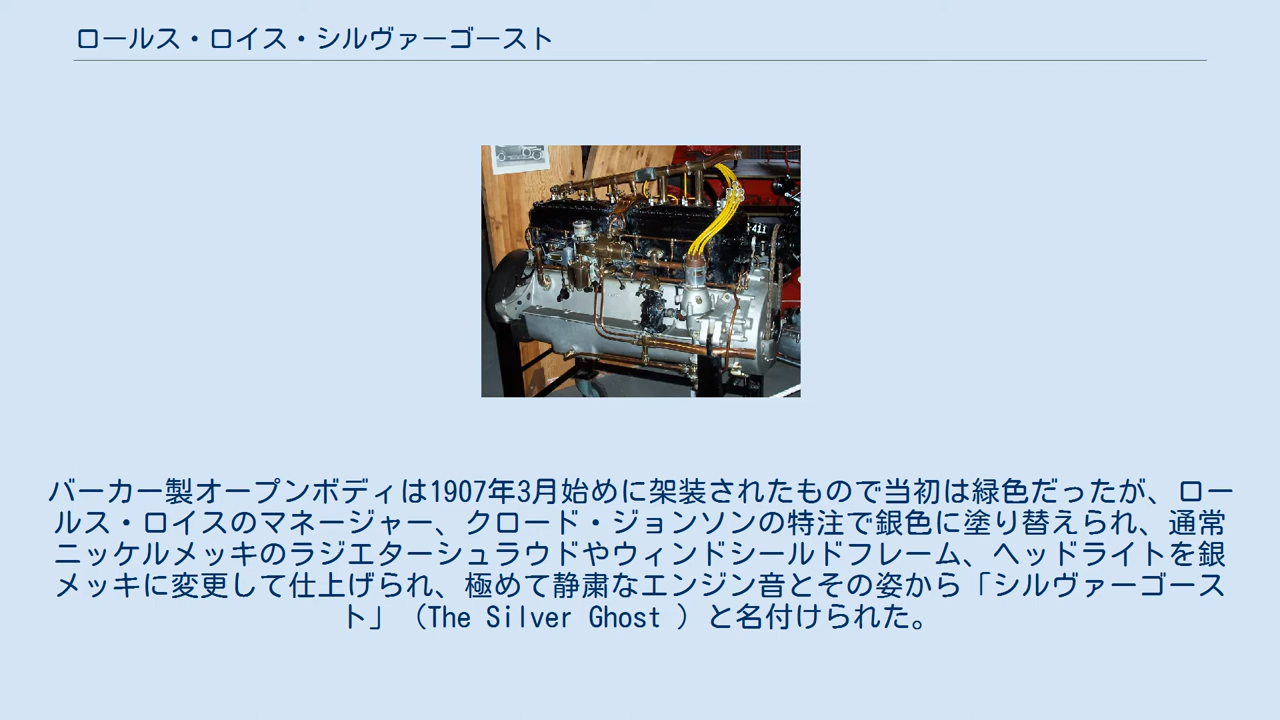 ロールス・ロイス・シルヴァーゴースト
411
バーカー製オープンボディは1907年3月始めに架装されたもので当初は緑色だったが、ロー
ルス・ロイスのマネージャー、クロード・ジョンソンの特注で銀色に塗り替えられ、通常
ニッケルメッキのラジエターシュラウドやウィンドシールドフレーム、ヘッドライトを銀
メッキに変更して仕上げられ、極めて静粛なエンジン音とその姿から「シルヴァーゴース
ト」（The Silver Ghost ）と名付けられた。